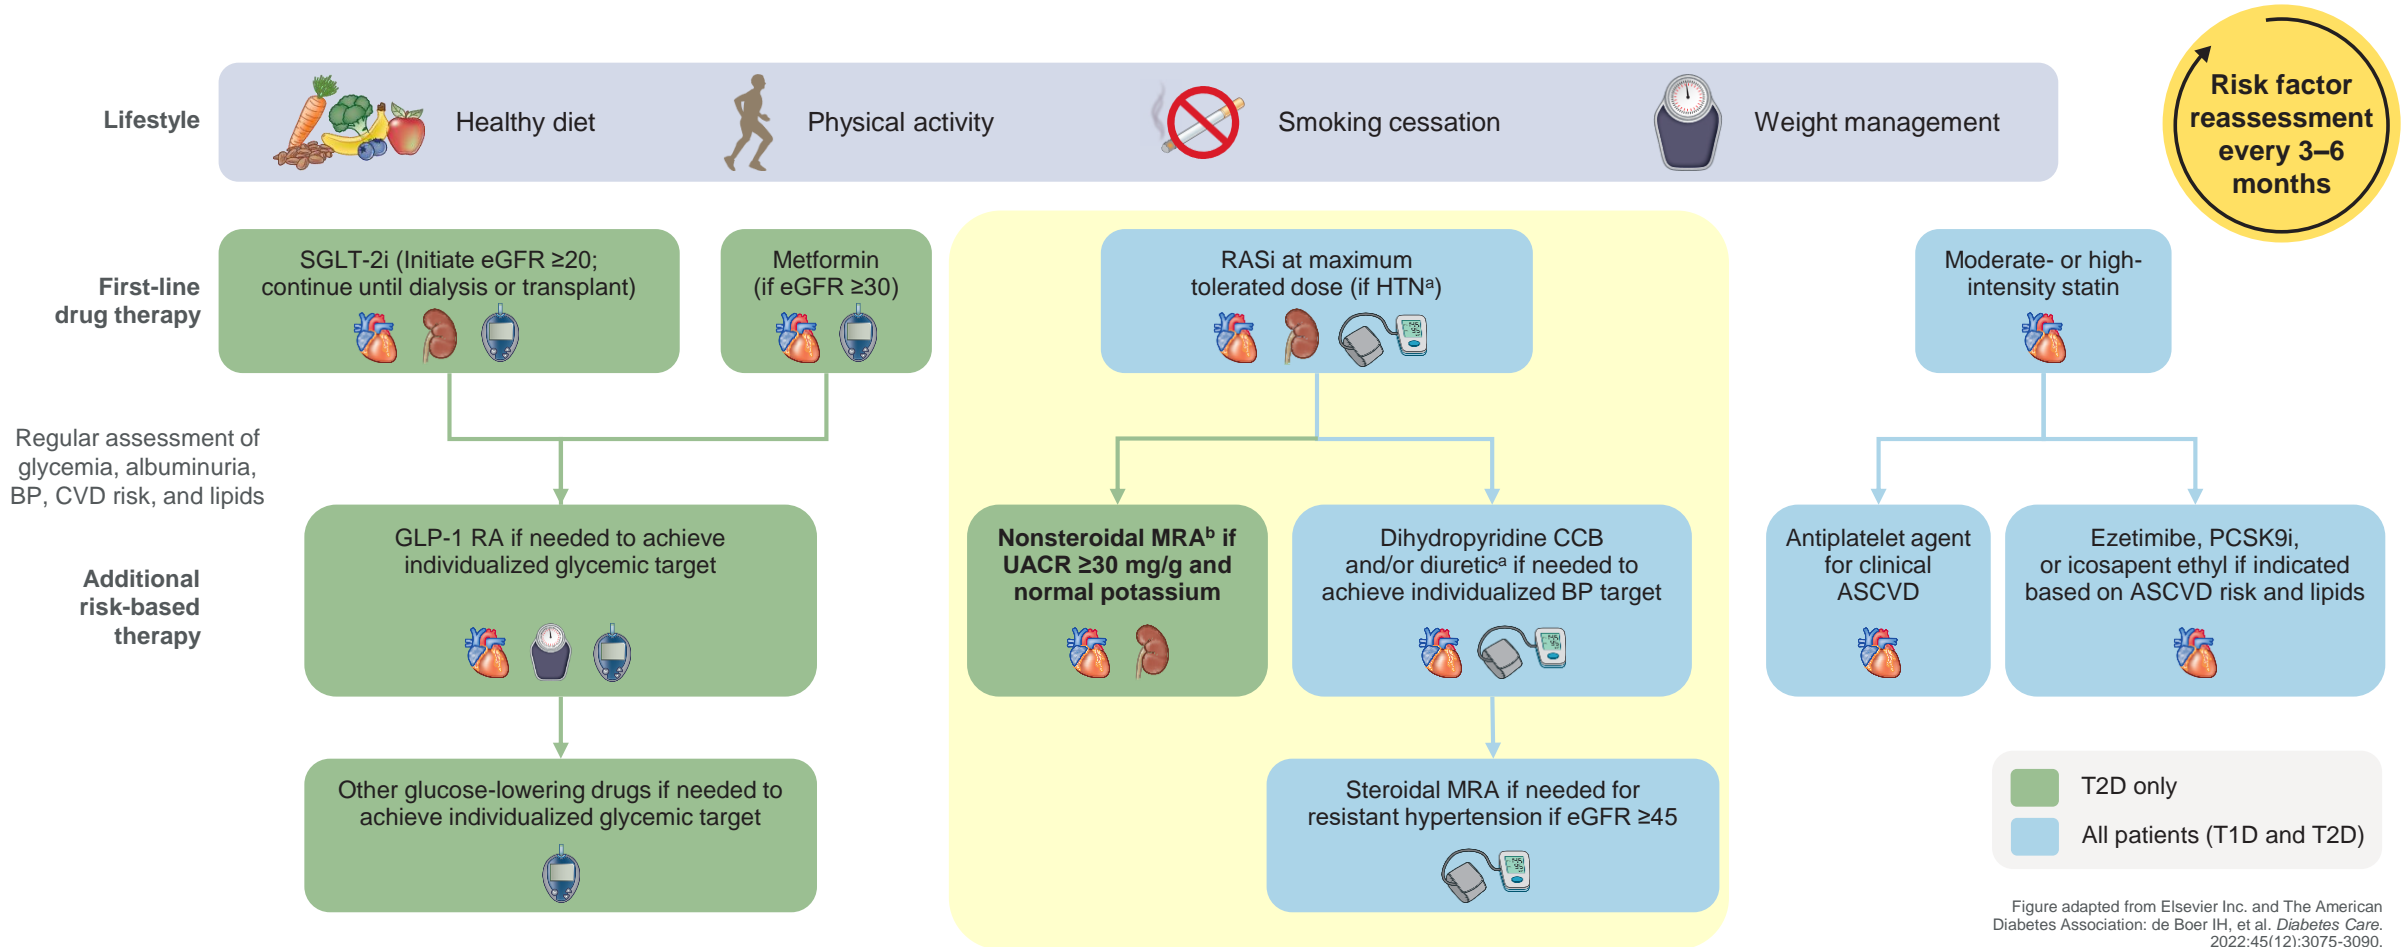 Lifestyle
Healthy diet
Physical activity
Smoking cessation
Weight management
Risk factor
reassessment
every 3–6
months
First-line
drug therapy
SGLT-2i (Initiate eGFR ≥20;
continue until dialysis or transplant)
Metformin
(if eGFR ≥30)
RASi at maximum
tolerated dose (if HTNᵃ)
Moderate- or high-
intensity statin
Regular assessment of
glycemia, albuminuria,
BP, CVD risk, and lipids
Additional
risk-based
therapy
GLP-1 RA if needed to achieve
individualized glycemic target
Nonsteroidal MRAᵇ if
UACR ≥30 mg/g and
normal potassium
Dihydropyridine CCB
and/or diureticᵃ if needed to
achieve individualized BP target
Antiplatelet agent
for clinical
ASCVD
Ezetimibe, PCSK9i,
or icosapent ethyl if indicated
based on ASCVD risk and lipids
Other glucose-lowering drugs if needed to
achieve individualized glycemic target
Steroidal MRA if needed for
resistant hypertension if eGFR ≥45
T2D only
All patients (T1D and T2D)
Figure adapted from Elsevier Inc. and The American
Diabetes Association: de Boer IH, et al. Diabetes Care.
2022:45(12):3075-3090.